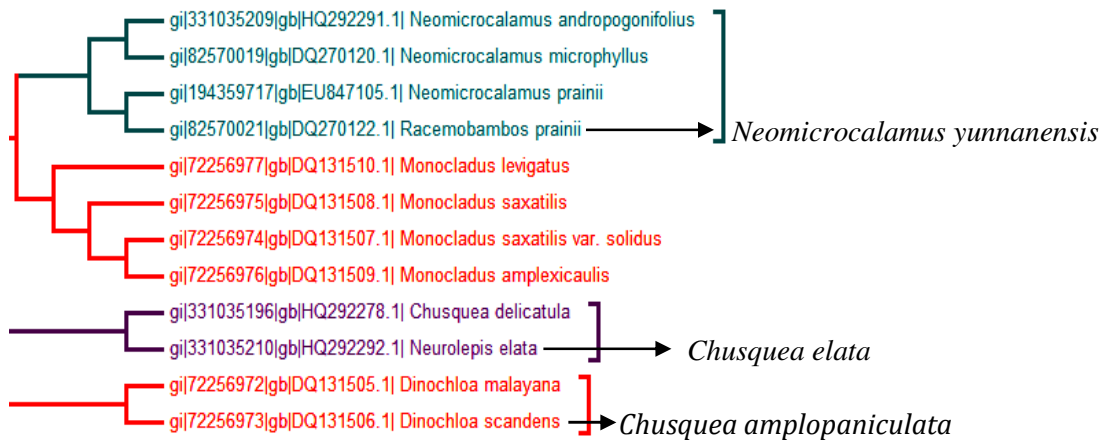 gi|331035209|gb|HQ292291.1| Neomicrocalamus andropogonifolius
gi|82570019|gb|DQ270120.1| Neomicrocalamus microphyllus
gi|194359717|gb|EU847105.1| Neomicrocalamus prainii
gi|82570021|gb|DQ270122.1| Racemobambos prainii Neomicrocalamus yunnanensis
gi|72256977|gb|DQ131510.1| Monocladus levigatus
gi|72256975|gb|DQ131508.1| Monocladus saxatilis
gi|72256974|gb|DQ131507.1| Monocladus saxatilis var. solidus
gi|72256976|gb|DQ131509.1| Monocladus amplexicaulis
gi|331035196|gb|HQ292278.1| Chusquea delicatula
gi|331035210|gb|HQ292292.1| Neurolepis elata Chusquea elata
gi|72256972|gb|DQ131505.1| Dinochloa malayana
gi|72256973|gb|DQ131506.1| Dinochloa scandens Chusquea amplopaniculata